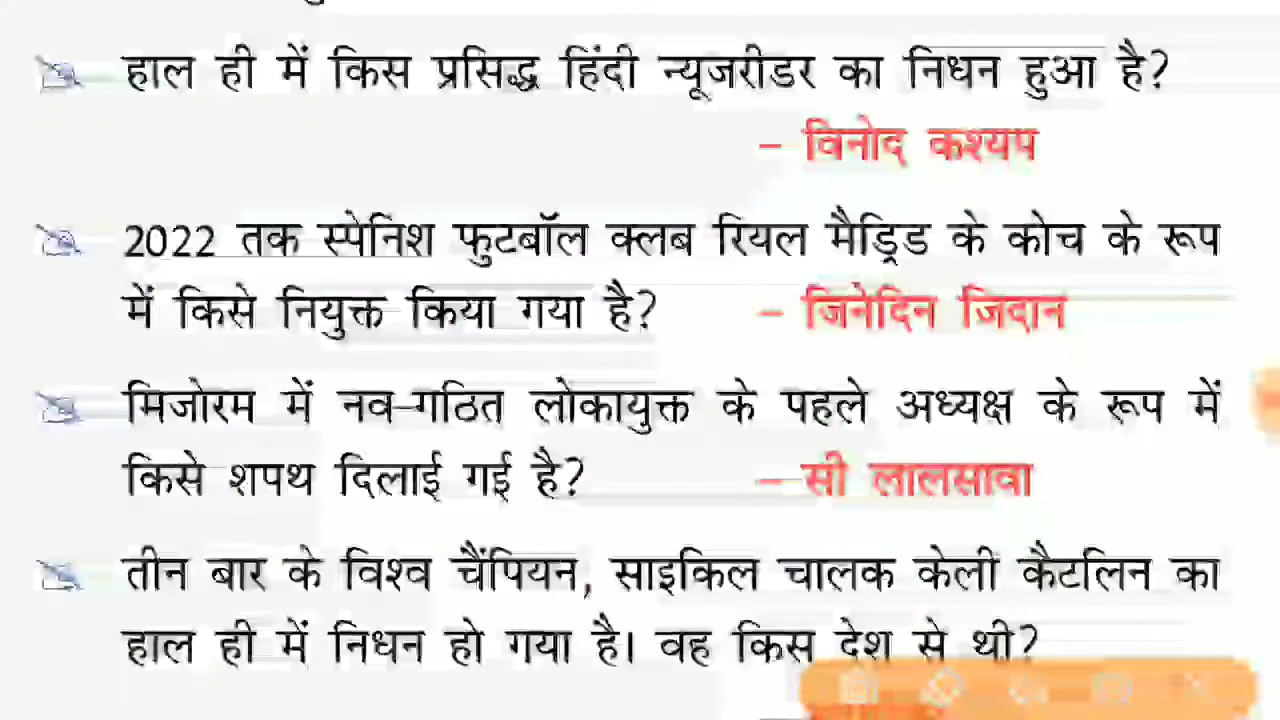 हाल ही में किस प्रसिद्ध हिंदी न्यूजरीडर का निधन हुआ है?
– विनोद कश्यप
2022 तक स्पेनिश फुटबॉल क्लब रियल मैड्रिड के कोच के रूप
में किसे नियुक्त किया गया है? – जिनेदिन जिदान
मिजोरम में नव–गठित लोकायुक्त के पहले अध्यक्ष के रूप में
किसे शपथ दिलाई गई है? – सी लालसावा
तीन बार के विश्व चैंपियन, साइकिल चालक केली कैटलिन का
हाल ही में निधन हो गया है। वह किस देश से थी?